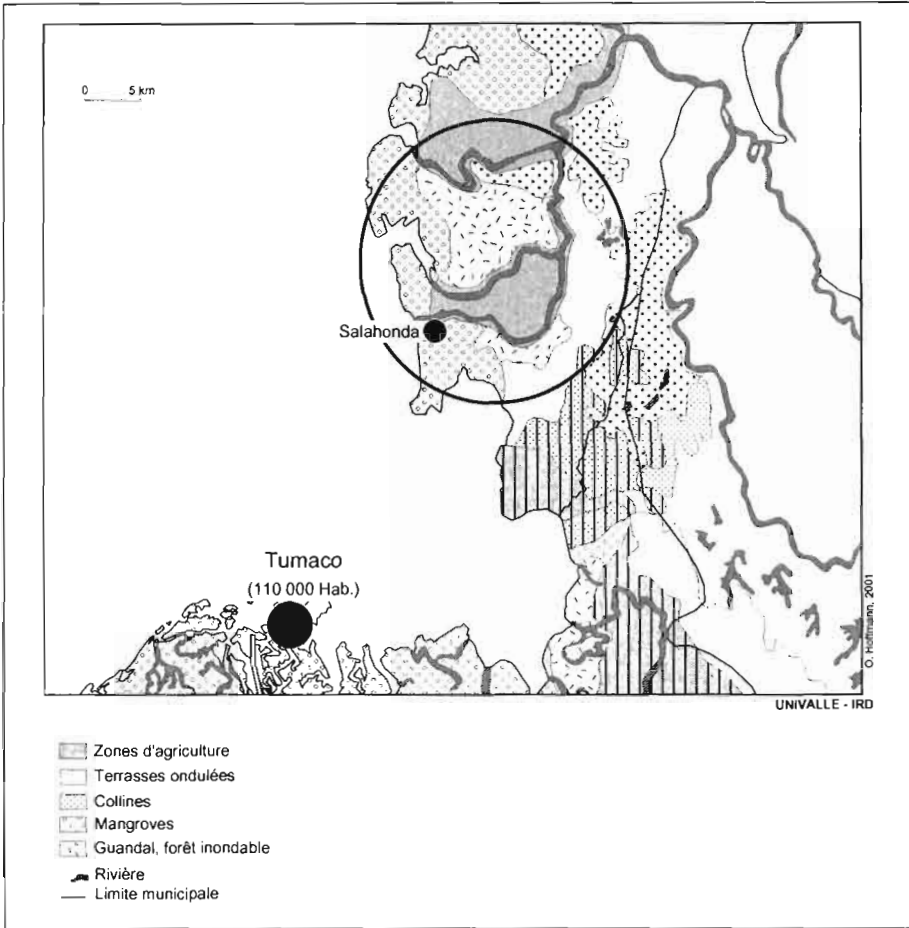 0 5 km
Salahonda
Tumaco
(110 000 Hab.)
O. Hoffmann, 2001
UNIVALLE - IRD
Zones d'agriculture
Terrasses ondulées
Collines
Mangroves
Guandal, forêt inondable
Rivière
Limite municipale